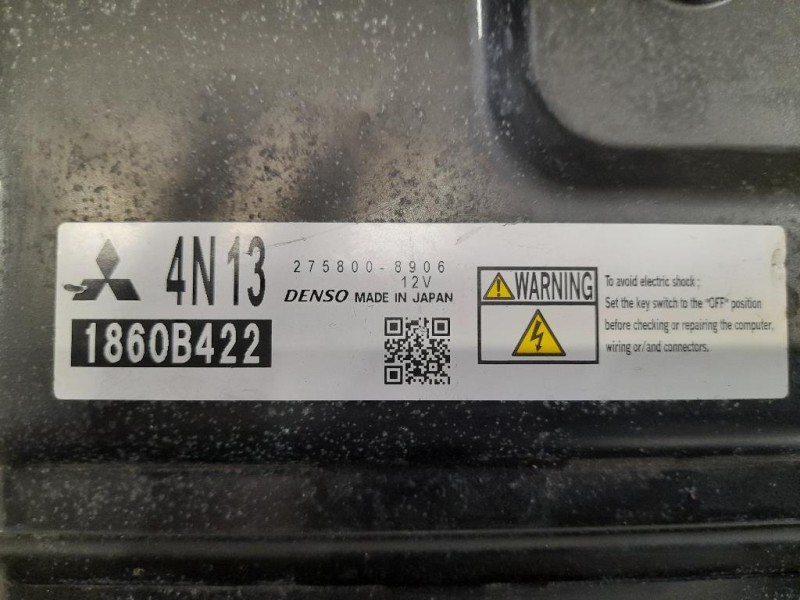 4N13
1860B422
275800-8906
12V
DENSO MADE IN JAPAN
WARNING
To avoid electric shock ;
Set the key switch to the "OFF" position
before checking or repairing the computer,
wiring or/and connectors.